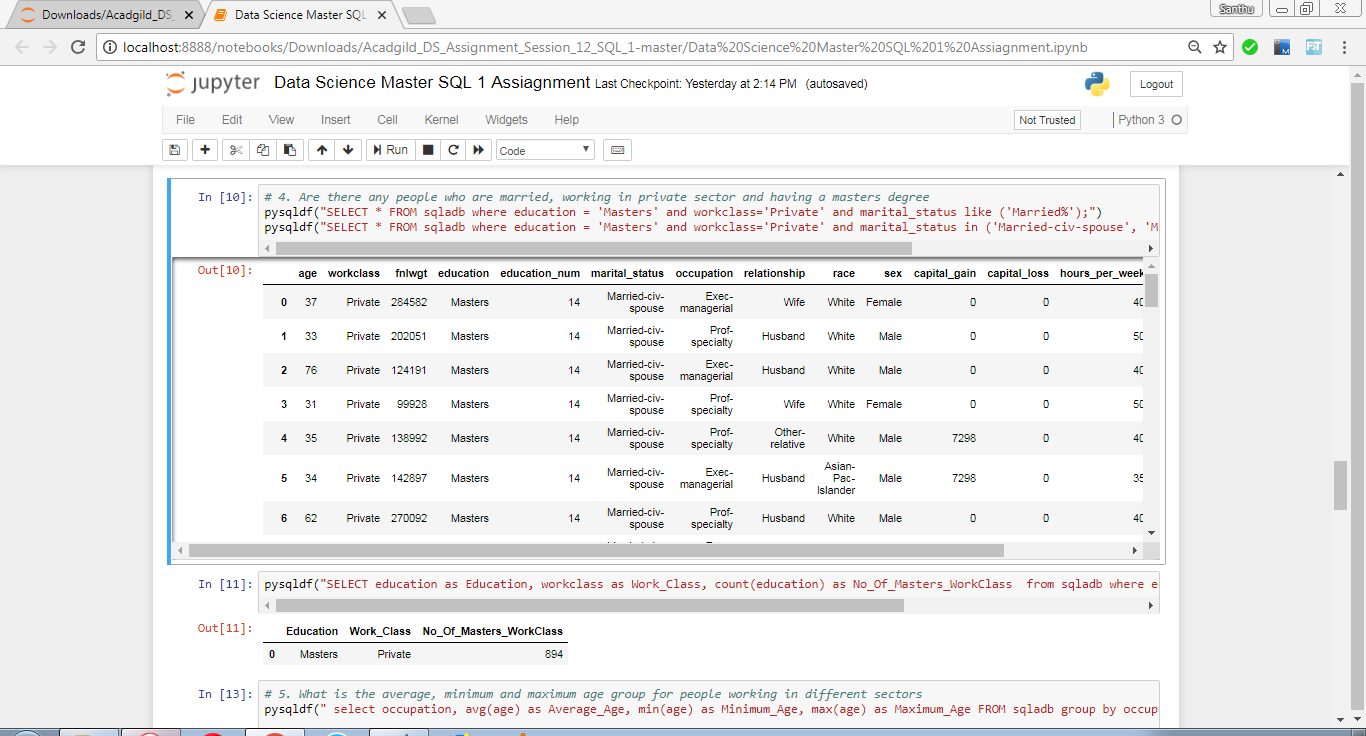 Downloads/Acadgild_DS_
Data Science Master SQL
Santhu
localhost:8888/notebooks/Downloads/Acadgild_DS_Assignment_Session_12_SQL_1-master/Data%20Science%20Master%20SQL%201%20Assiagnment.ipynb
jupyter Data Science Master SQL 1 Assiagnment Last Checkpoint: Yesterday at 2:14 PM (autosaved)
Logout
File Edit View Insert Cell Kernel Widgets Help Not Trusted Python 3
Run Code
In [10]: # 4. Are there any people who are married, working in private sector and having a masters degree
pysqldf("SELECT * FROM sqladb where education = 'Masters' and workclass='Private' and marital_status like ('Married%');")
pysqldf("SELECT * FROM sqladb where education = 'Masters' and workclass='Private' and marital_status in ('Married-civ-spouse', 'M
Out[10]:
age workclass fnlwgt education education_num marital_status occupation relationship race sex capital_gain capital_loss hours_per_week
0 37 Private 284582 Masters 14 Married-civ-spouse Exec-managerial Wife White Female 0 0 40
1 33 Private 202051 Masters 14 Married-civ-spouse Prof-specialty Husband White Male 0 0 50
2 76 Private 124191 Masters 14 Married-civ-spouse Exec-managerial Husband White Male 0 0 40
3 31 Private 99928 Masters 14 Married-civ-spouse Prof-specialty Wife White Female 0 0 50
4 35 Private 138992 Masters 14 Married-civ-spouse Prof-specialty Other-relative White Male 7298 0 40
5 34 Private 142897 Masters 14 Married-civ-spouse Exec-managerial Husband Asian-Pac-Islander Male 7298 0 35
6 62 Private 270092 Masters 14 Married-civ-spouse Prof-specialty Husband White Male 0 0 40
In [11]: pysqldf("SELECT education as Education, workclass as Work_Class, count(education) as No_Of_Masters_WorkClass from sqladb where e
Out[11]:
Education Work_Class No_Of_Masters_WorkClass
0 Masters Private 894
In [13]: # 5. What is the average, minimum and maximum age group for people working in different sectors
pysqldf(" select occupation, avg(age) as Average_Age, min(age) as Minimum_Age, max(age) as Maximum_Age FROM sqladb group by occup